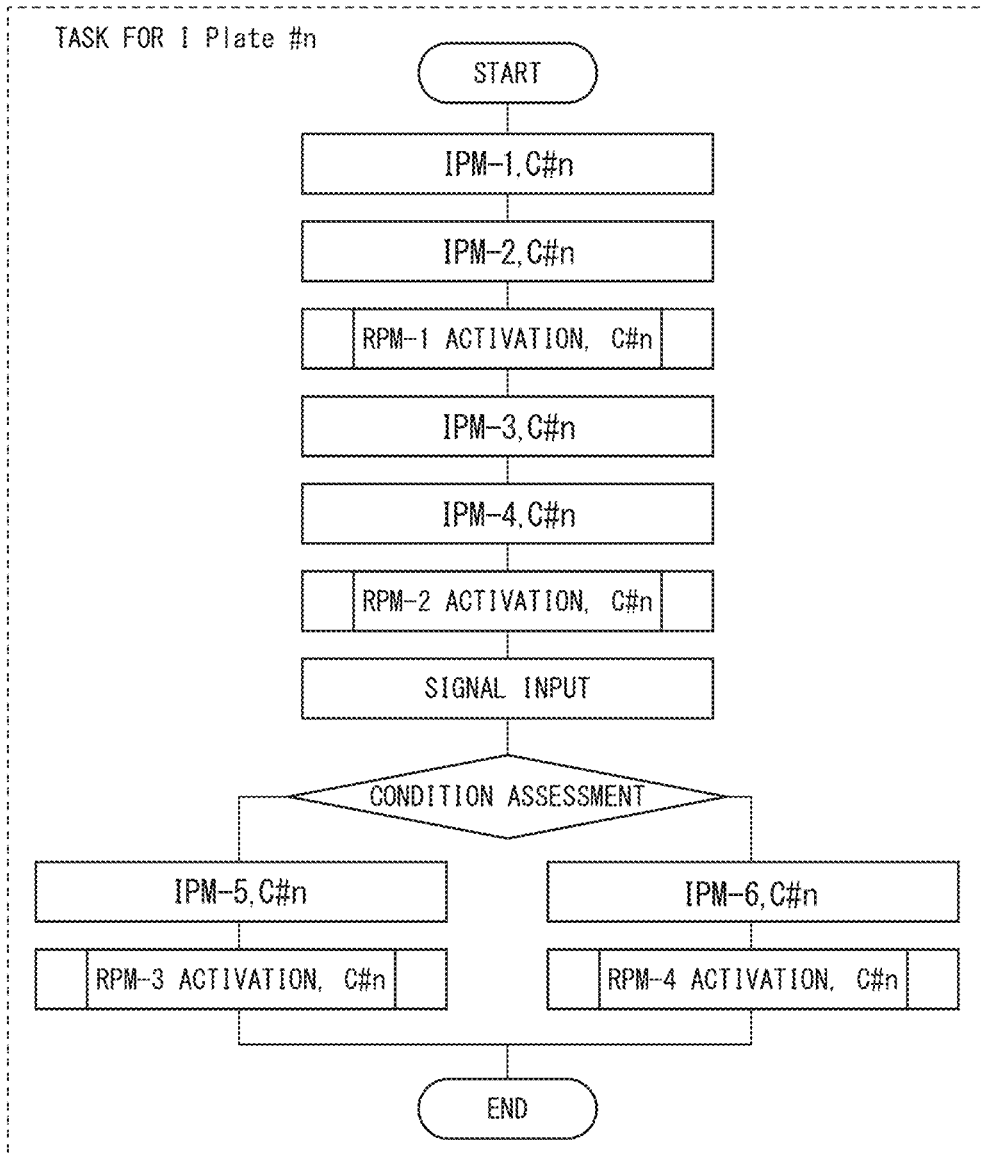 TASK FOR I Plate #n
START
IPM-1,C#n
IPM-2,C#n
RPM-1 ACTIVATION, C#n
IPM-3,C#n
IPM-4,C#n
RPM-2 ACTIVATION, C#n
SIGNAL INPUT
CONDITION ASSESSMENT
IPM-5,C#n
IPM-6,C#n
RPM-3 ACTIVATION, C#n
RPM-4 ACTIVATION, C#n
END